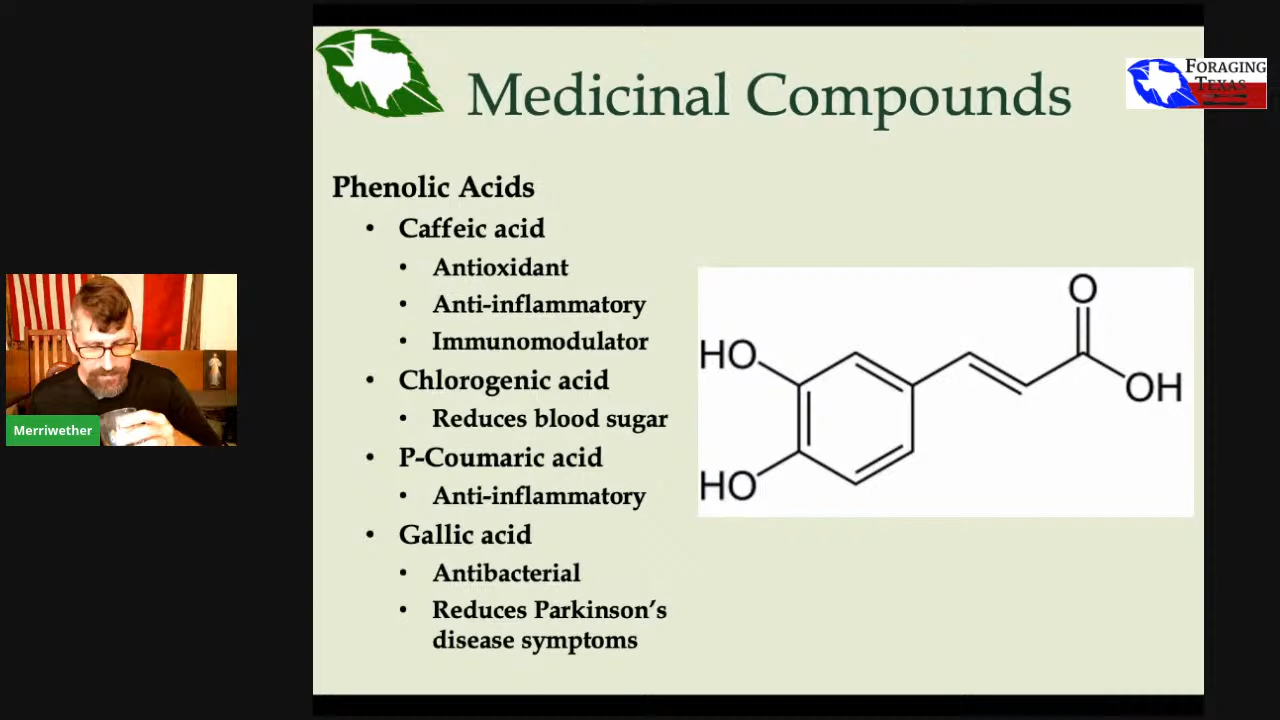 Medicinal Compounds
FORAGING
TEXAS
Phenolic Acids
• Caffeic acid
• Antioxidant
• Anti-inflammatory
• Immunomodulator
• Chlorogenic acid
• Reduces blood sugar
• P-Coumaric acid
• Anti-inflammatory
• Gallic acid
• Antibacterial
• Reduces Parkinson's
disease symptoms
O
HO
OH
HO
Merriwether